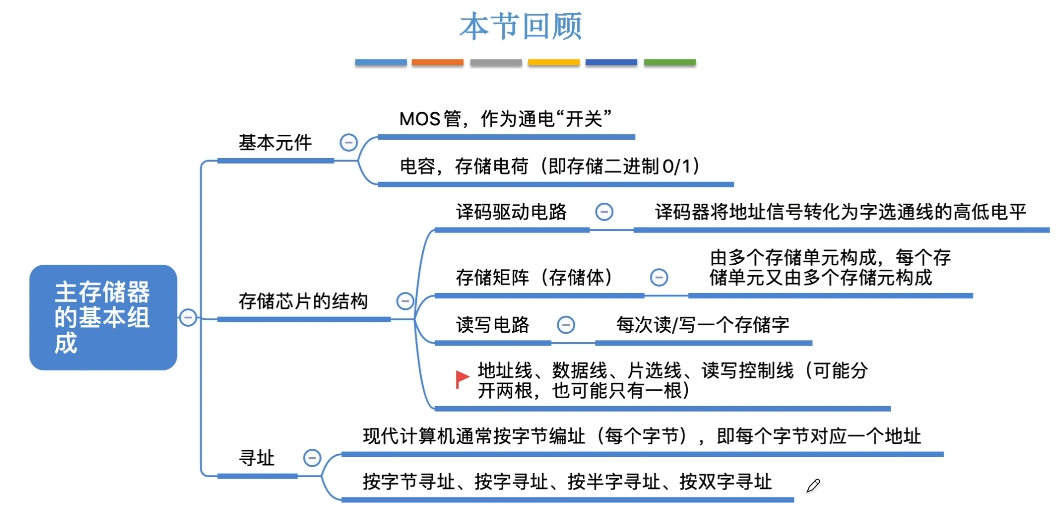 本节回顾
MOS管，作为通电“开关”
基本元件
电容，存储电荷（即存储二进制0/1）
译码驱动电路
译码器将地址信号转化为字选通线的高低电平
主存储器
的基本组
成
存储芯片的结构
存储矩阵（存储体）
由多个存储单元构成，每个存
储单元又由多个存储元构成
读写电路
每次读/写一个存储字
地址线、数据线、片选线、读写控制线（可能分
开两根，也可能只有一根）
寻址
现代计算机通常按字节编址（每个字节），即每个字节对应一个地址
按字节寻址、按字寻址、按半字寻址、按双字寻址